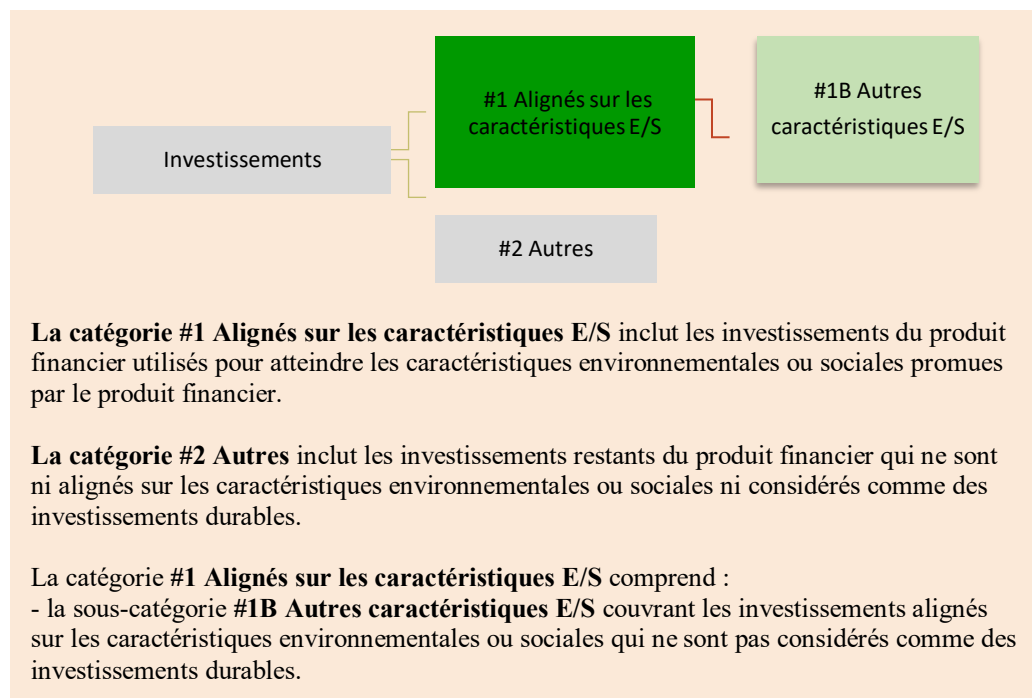 #1 Alignés sur les
caractéristiques E/S
#1B Autres
caractéristiques E/S
Investissements
#2 Autres
La catégorie #1 Alignés sur les caractéristiques E/S inclut les investissements du produit
financier utilisés pour atteindre les caractéristiques environnementales ou sociales promues
par le produit financier.
La catégorie #2 Autres inclut les investissements restants du produit financier qui ne sont
ni alignés sur les caractéristiques environnementales ou sociales ni considérés comme des
investissements durables.
La catégorie #1 Alignés sur les caractéristiques E/S comprend :
- la sous-catégorie #1B Autres caractéristiques E/S couvrant les investissements alignés
sur les caractéristiques environnementales ou sociales qui ne sont pas considérés comme des
investissements durables.